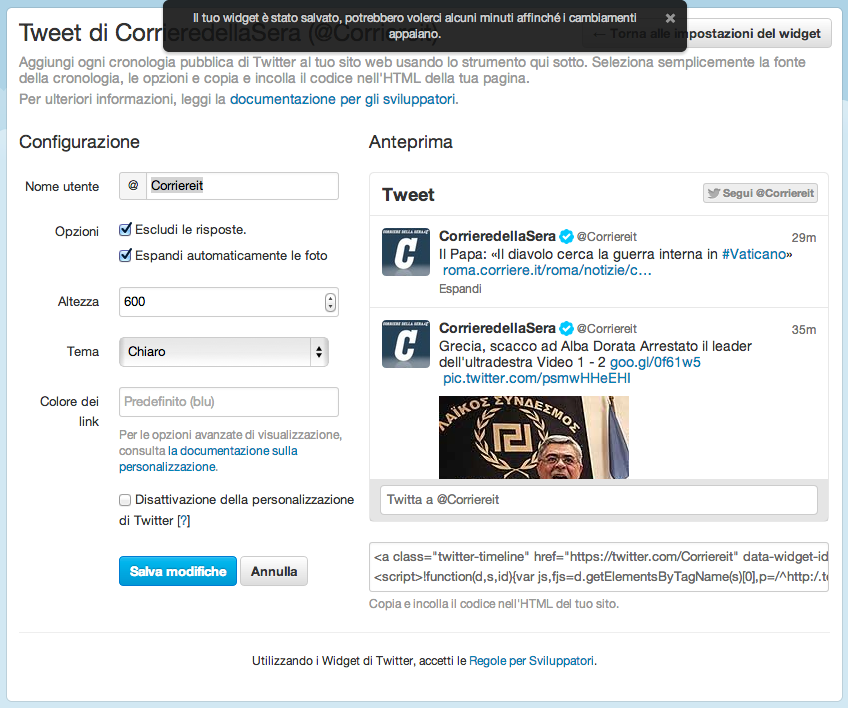 Il tuo widget è stato salvato, potrebbero volerci alcuni minuti affinché i cambiamenti
appaiano.
Tweet di CorrieredellaSera (@Corriereit)
← Torna alle impostazioni del widget
Aggiungi ogni cronologia pubblica di Twitter al tuo sito web usando lo strumento qui sotto. Seleziona semplicemente la fonte
della cronologia, le opzioni e copia e incolla il codice nell'HTML della tua pagina.
Per ulteriori informazioni, leggi la documentazione per gli sviluppatori.
Configurazione
Nome utente
@ Corriereit
Opzioni
Escludi le risposte.
Espandi automaticamente le foto
Altezza
600
Tema
Chiaro
Colore dei
link
Predefinito (blu)
Per le opzioni avanzate di visualizzazione,
consulta la documentazione sulla
personalizzazione.
Disattivazione della personalizzazione
di Twitter [?]
Salva modifiche
Annulla
Anteprima
Tweet
Segui @Corriereit
CORRIERE DELLA SERA.it
C
CorrieredellaSera @Corriereit
29m
Il Papa: «Il diavolo cerca la guerra interna in #Vaticano»
roma.corriere.it/roma/notizie/c…
Espandi
CORRIERE DELLA SERA.it
C
CorrieredellaSera @Corriereit
35m
Grecia, scacco ad Alba Dorata Arrestato il leader
dell'ultradestra Video 1 - 2 goo.gl/0f61w5
pic.twitter.com/psmwHHeEHI
ΛΑΪΚΟΣ ΣΥΝΔΕΣΜΟΣ
Twitta a @Corriereit
<a class="twitter-timeline" href="https://twitter.com/Corriereit" data-widget-id
<script>!function(d,s,id){var js,fjs=d.getElementsByTagName(s)[0],p=/^http:/.te
Copia e incolla il codice nell'HTML del tuo sito.
Utilizzando i Widget di Twitter, accetti le Regole per Sviluppatori.